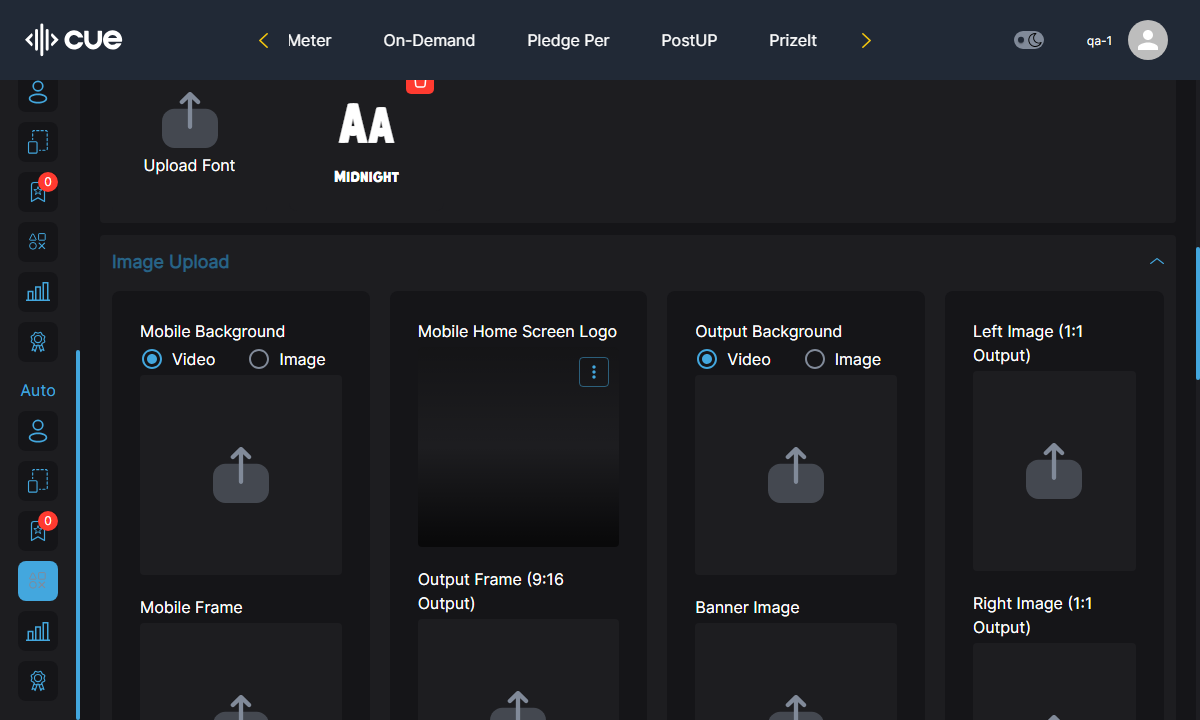 cue
Meter
On-Demand
Pledge Per
PostUP
PrizeIt
qa-1
Upload Font
AA
MIDNIGHT
0
Auto
0
Image Upload
Mobile Background
Video
Image
Mobile Home Screen Logo
Output Background
Video
Image
Left Image (1:1
Output)
Mobile Frame
Output Frame (9:16
Output)
Banner Image
Right Image (1:1
Output)